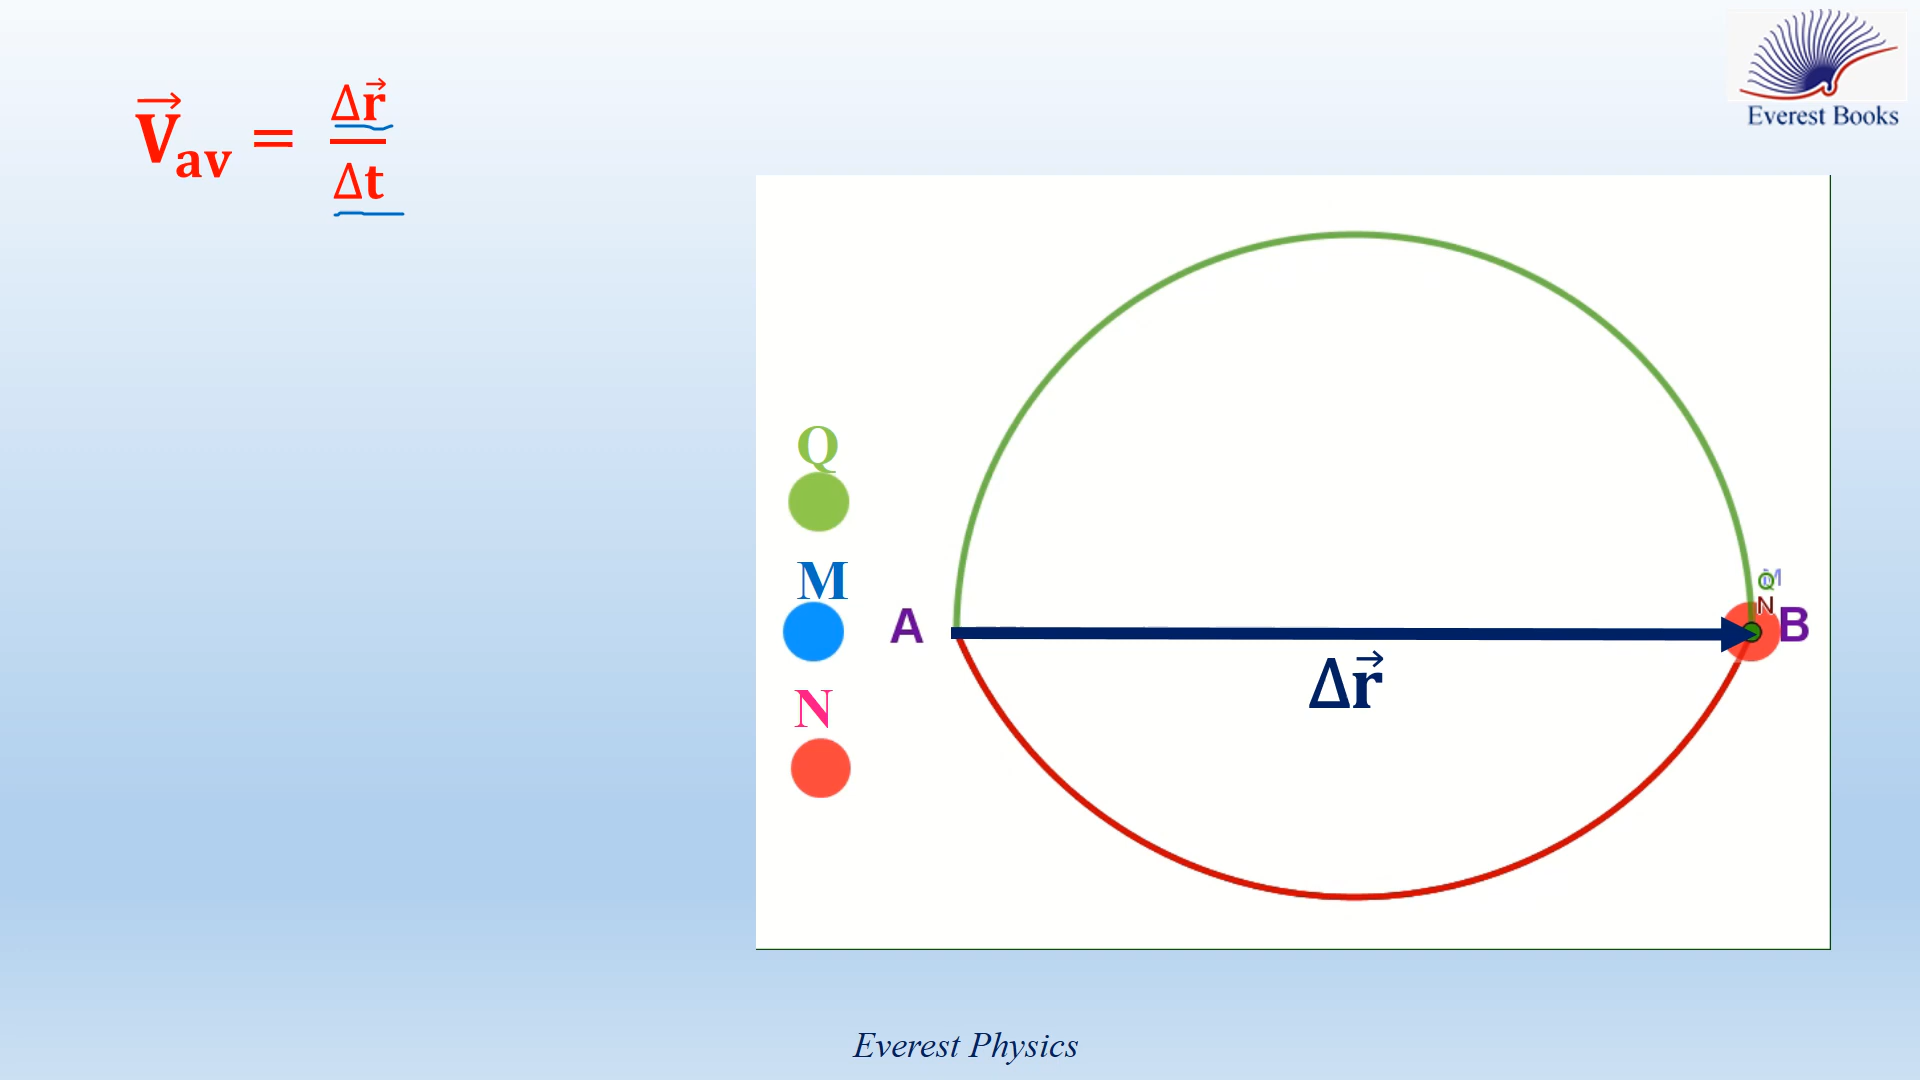 Everest Books
V⃗av = Δr⃗ / Δt
Q
M
N
A
Q M
N
B
Δr⃗
Everest Physics